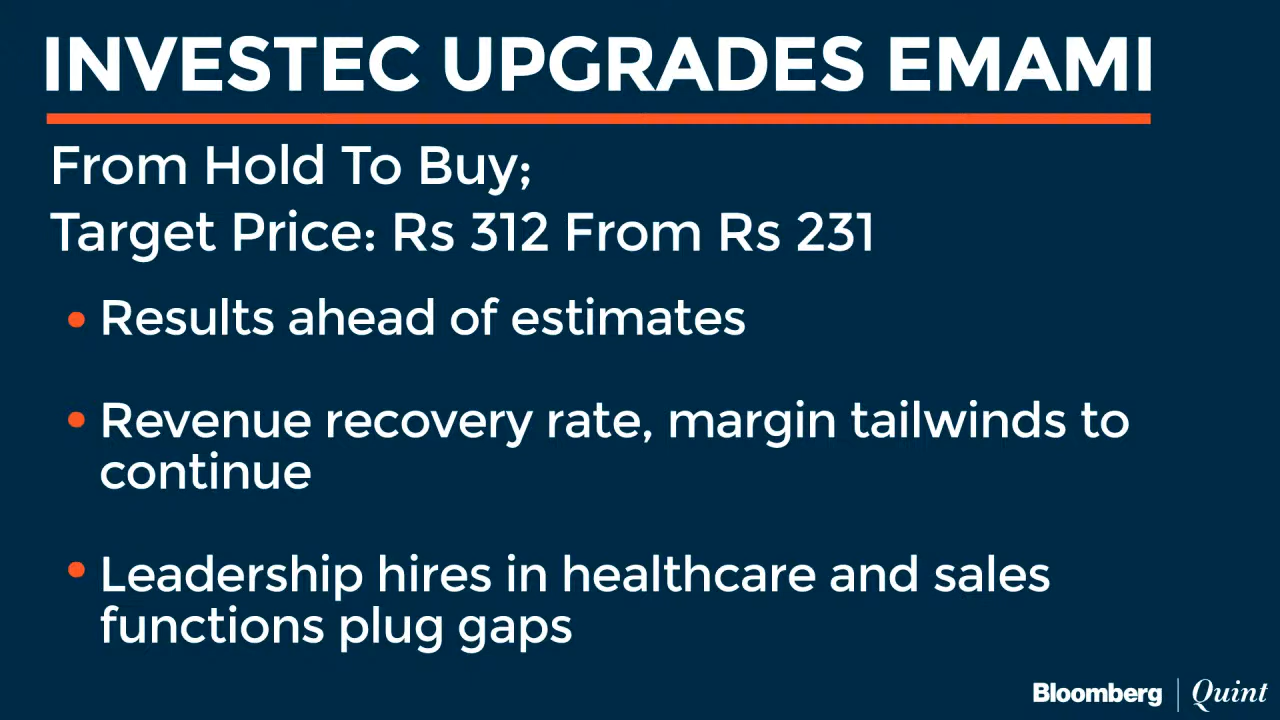 INVESTEC UPGRADES EMAMI
From Hold To Buy;
Target Price: Rs 312 From Rs 231
• Results ahead of estimates
• Revenue recovery rate, margin tailwinds to
continue
• Leadership hires in healthcare and sales
functions plug gaps
Bloomberg | Quint